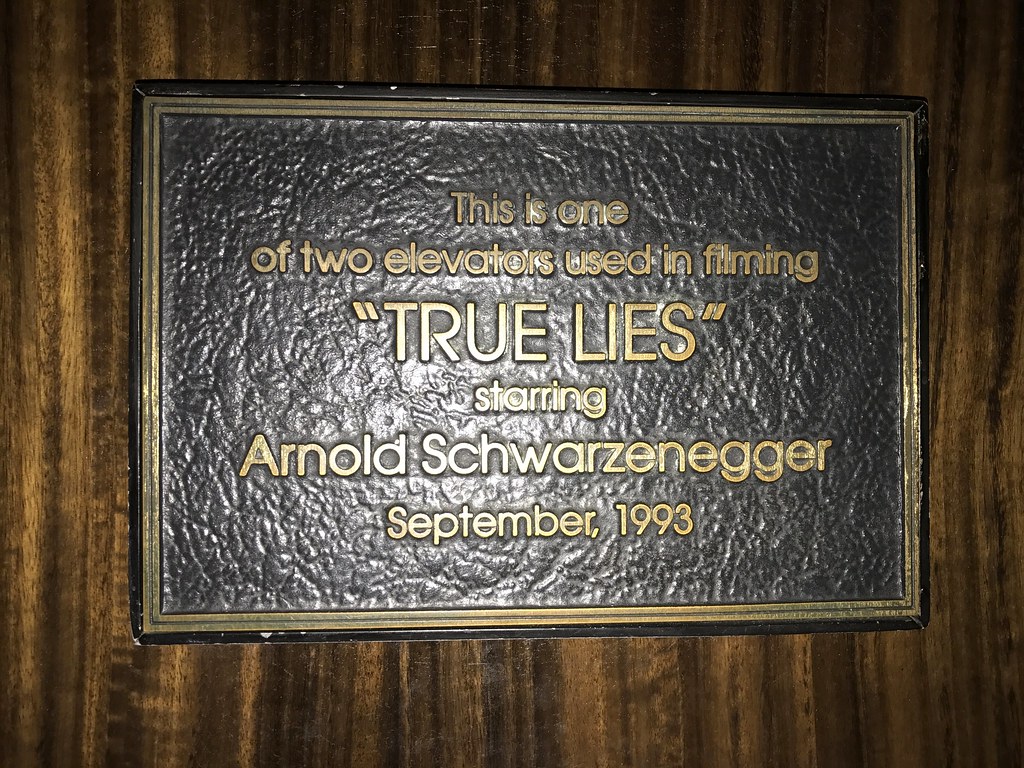 This is one
of two elevators used in filming
“TRUE LIES”
starring
Arnold Schwarzenegger
September, 1993